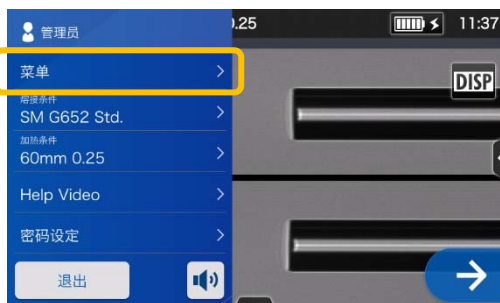 管理员
.25
11:37
菜单
DISP
熔接条件
SM G652 Std.
加热条件
60mm 0.25
Help Video
密码设定
退出